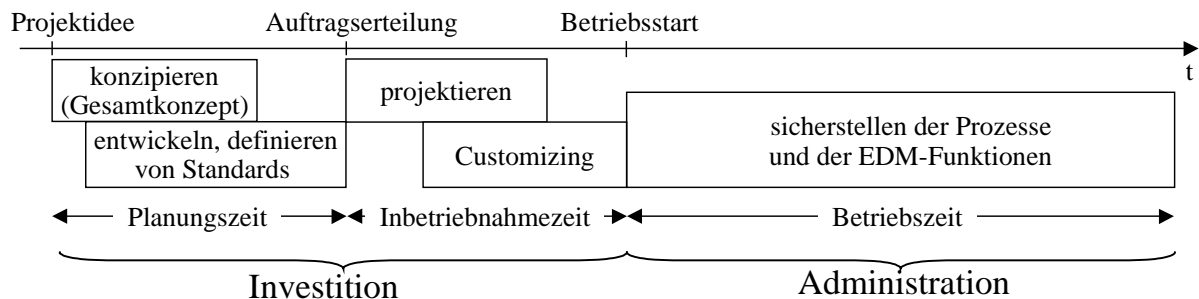 Projektidee
Auftragserteilung
Betriebsstart
t
konzipieren
(Gesamtkonzept)
projektieren
entwickeln, definieren
von Standards
Customizing
sicherstellen der Prozesse
und der EDM-Funktionen
Planungszeit
Inbetriebnahmezeit
Betriebszeit
Investition
Administration